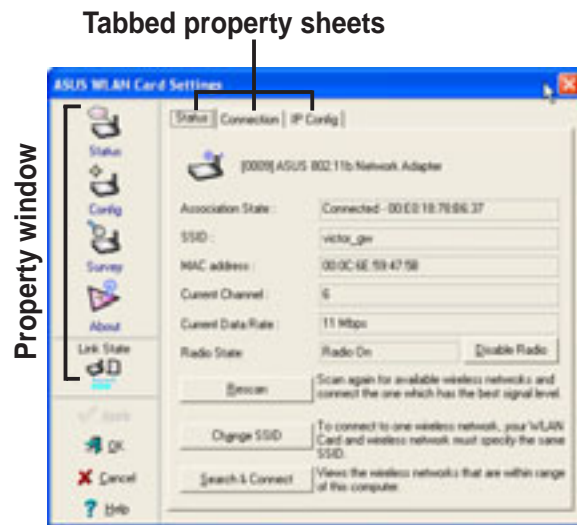 Tabbed property sheets
Property window
ASUS WLAN Card Settings
Status
Config
Survey
About
Link State
Apply
OK
Cancel
Help
Status Connection IP Config
[0009] ASUS 802.11b Network Adapter
Association State : Connected - 00:E0:18:78:B6:37
SSID : victor_gw
MAC address : 00:0C:6E:59:47:5B
Current Channel : 6
Current Data Rate : 11 Mbps
Radio State Radio On Disable Radio
Rescan
Scan again for available wireless networks and
connect the one which has the best signal level.
Change SSID
To connect to one wireless network, your WLAN
Card and wireless network must specify the same
SSID.
Search & Connect
Views the wireless networks that are within range
of this computer.